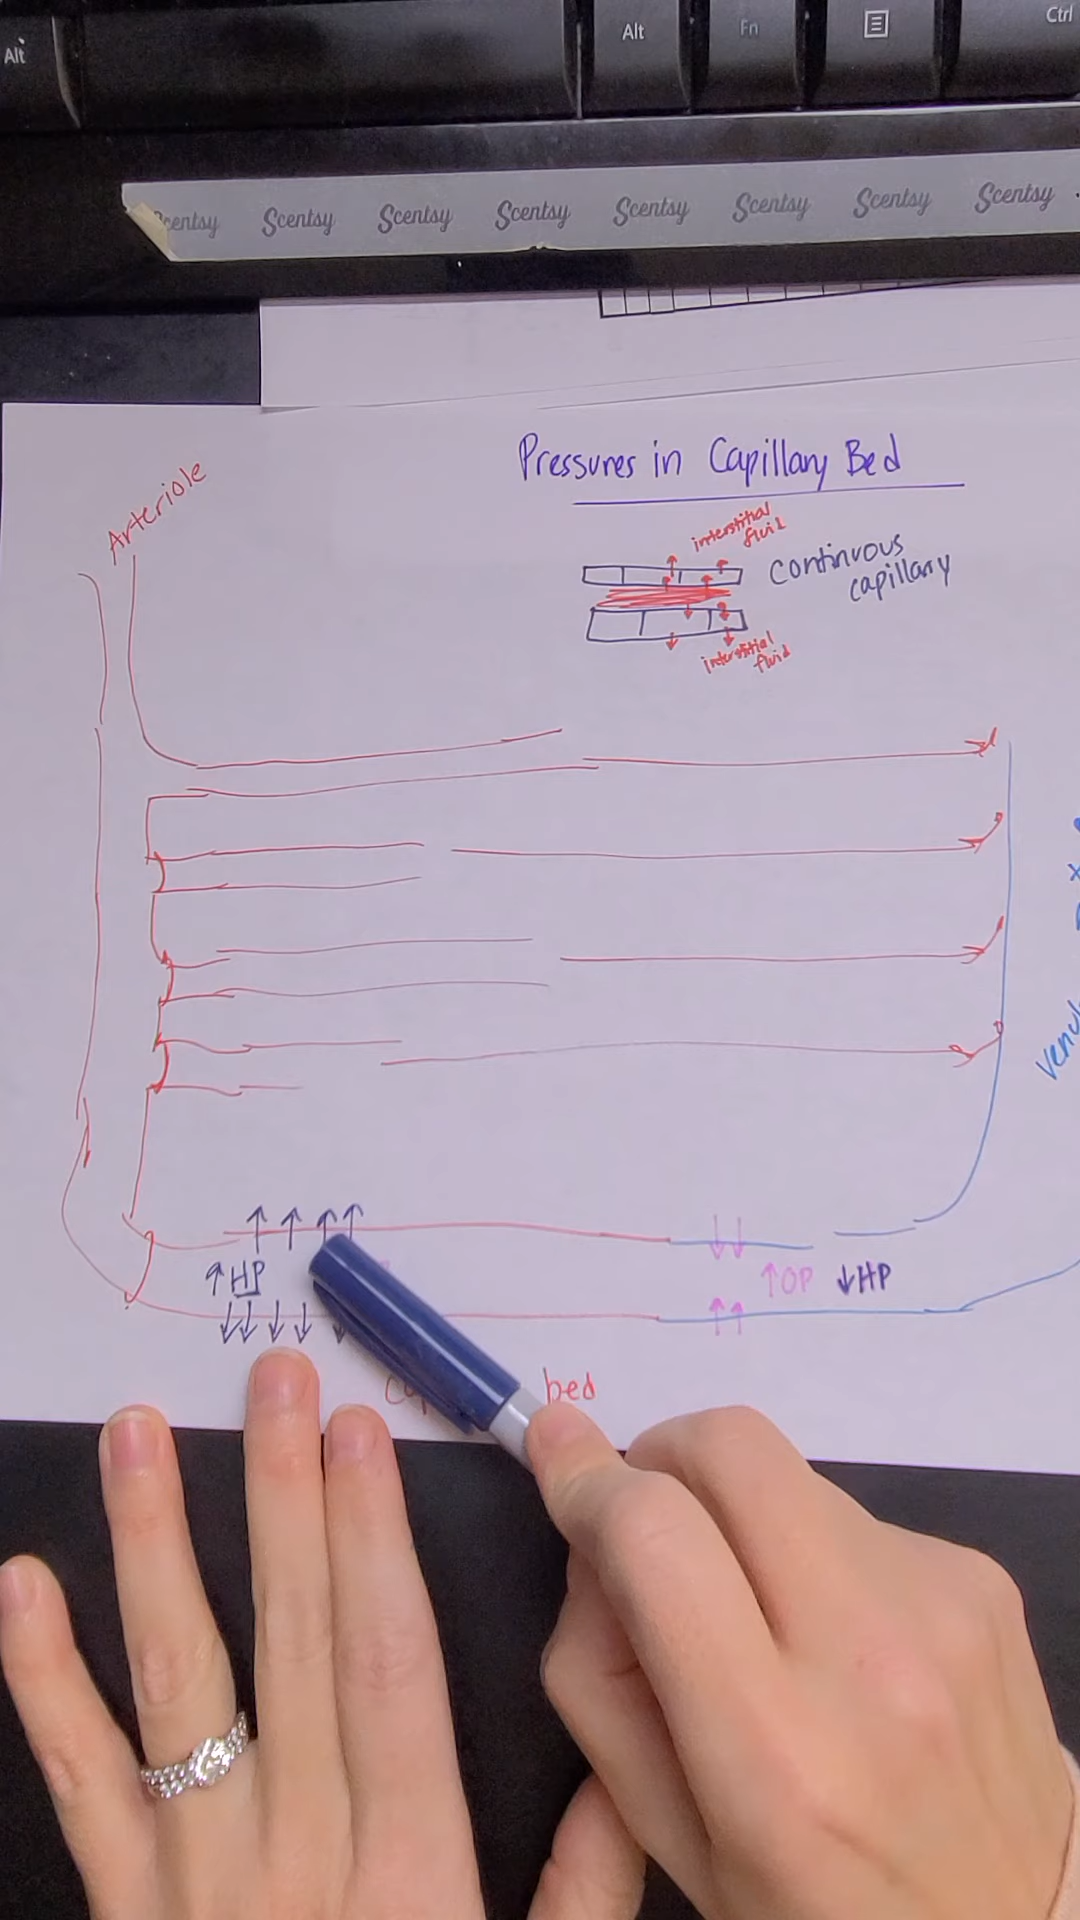 Alt
Alt
Fn
Ctrl
Scentsy Scentsy Scentsy Scentsy Scentsy Scentsy Scentsy Scentsy
Pressures in Capillary Bed
Arteriole
interstitial
fluid
continuous
capillary
interstitial
fluid
↑HP
↑OP
↓HP
bed